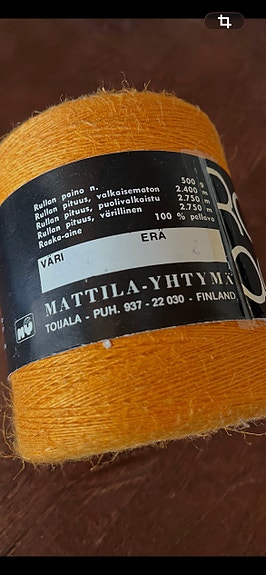 Rullan paino n. 500 g
Rullan pituus, valkaisematon 2.400 m
Rullan pituus, puolivalkaistu 2.750 m
Rullan pituus, värillinen 2.750 m
Raaka-aine 100 % pellava
VÄRI ERÄ
MATTILA-YHTYMÄ
TOIJALA - PUH. 937 - 22 030 - FINLAND